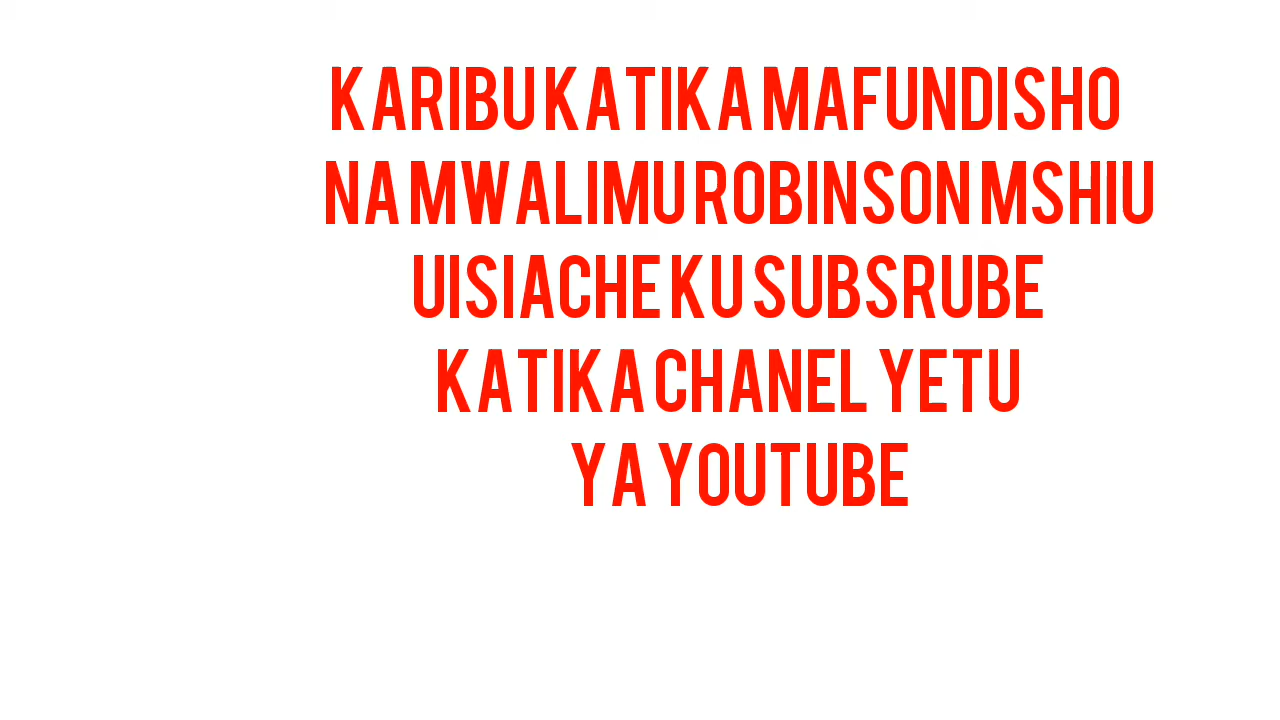 KARIBU KATIKA MAFUNDISHO
NA MWALIMU ROBINSON MSHIU
UISIACHE KU SUBSRUBE
KATIKA CHANEL YETU
YA YOUTUBE